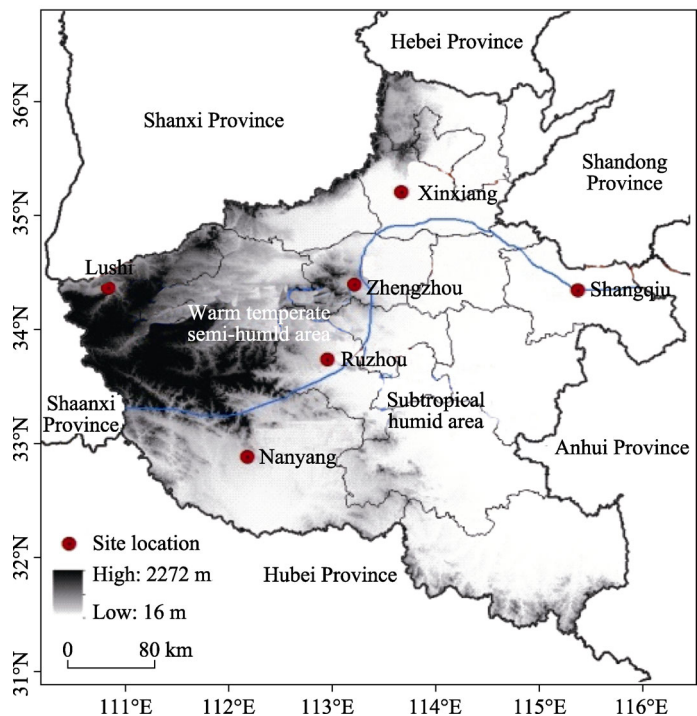 Hebei Province
36°N
Shanxi Province
Shandong
Province
Xinxiang
35°N
Lushi
Zhengzhou
Shangqiu
34°N
Warm temperate
semi-humid area
Ruzhou
Shaanxi
Province
Subtropical
humid area
33°N
Anhui Province
Nanyang
Site location
32°N
High: 2272 m
Hubei Province
Low: 16 m
0 80 km
31°N
111°E 112°E 113°E 114°E 115°E 116°E